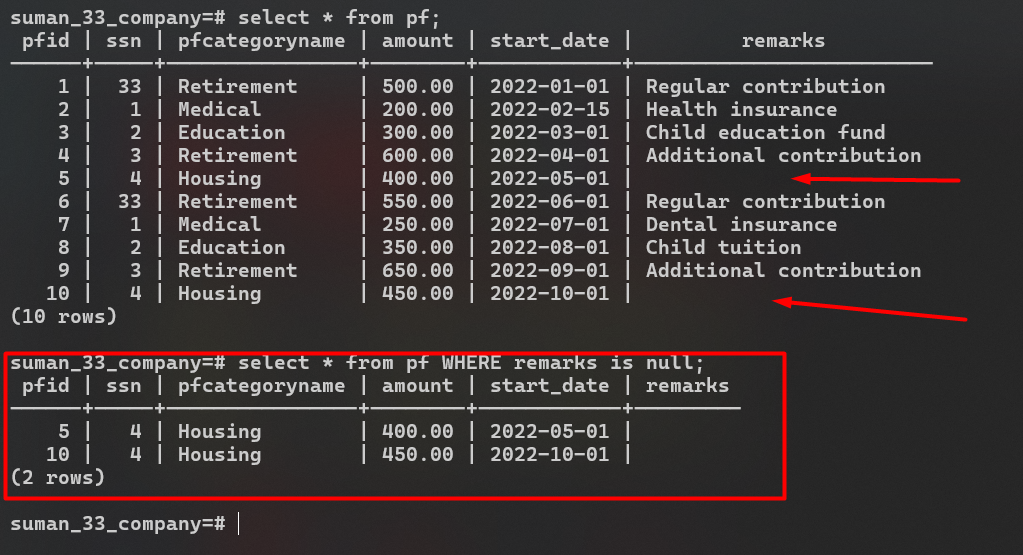 suman_33_company=# select * from pf;
 pfid | ssn | pfcategoryname | amount | start_date |         remarks
------+-----+----------------+--------+------------+-------------------------
    1 |  33 | Retirement     | 500.00 | 2022-01-01 | Regular contribution
    2 |   1 | Medical        | 200.00 | 2022-02-15 | Health insurance
    3 |   2 | Education      | 300.00 | 2022-03-01 | Child education fund
    4 |   3 | Retirement     | 600.00 | 2022-04-01 | Additional contribution
    5 |   4 | Housing        | 400.00 | 2022-05-01 |
    6 |  33 | Retirement     | 550.00 | 2022-06-01 | Regular contribution
    7 |   1 | Medical        | 250.00 | 2022-07-01 | Dental insurance
    8 |   2 | Education      | 350.00 | 2022-08-01 | Child tuition
    9 |   3 | Retirement     | 650.00 | 2022-09-01 | Additional contribution
   10 |   4 | Housing        | 450.00 | 2022-10-01 |
(10 rows)
suman_33_company=# select * from pf WHERE remarks is null;
 pfid | ssn | pfcategoryname | amount | start_date | remarks
------+-----+----------------+--------+------------+---------
    5 |   4 | Housing        | 400.00 | 2022-05-01 |
   10 |   4 | Housing        | 450.00 | 2022-10-01 |
(2 rows)
suman_33_company=#